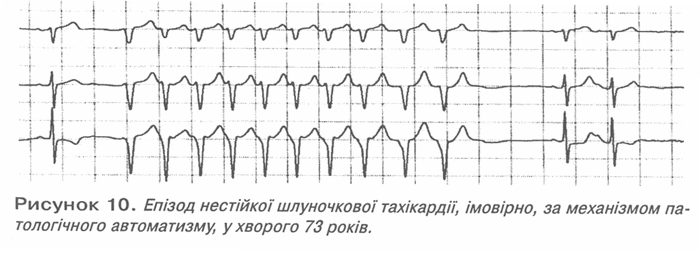 Рисунок 10. Епізод нестійкої шлуночкової тахікардії, імовірно, за механізмом па-
тологічного автоматизму, у хворого 73 років.